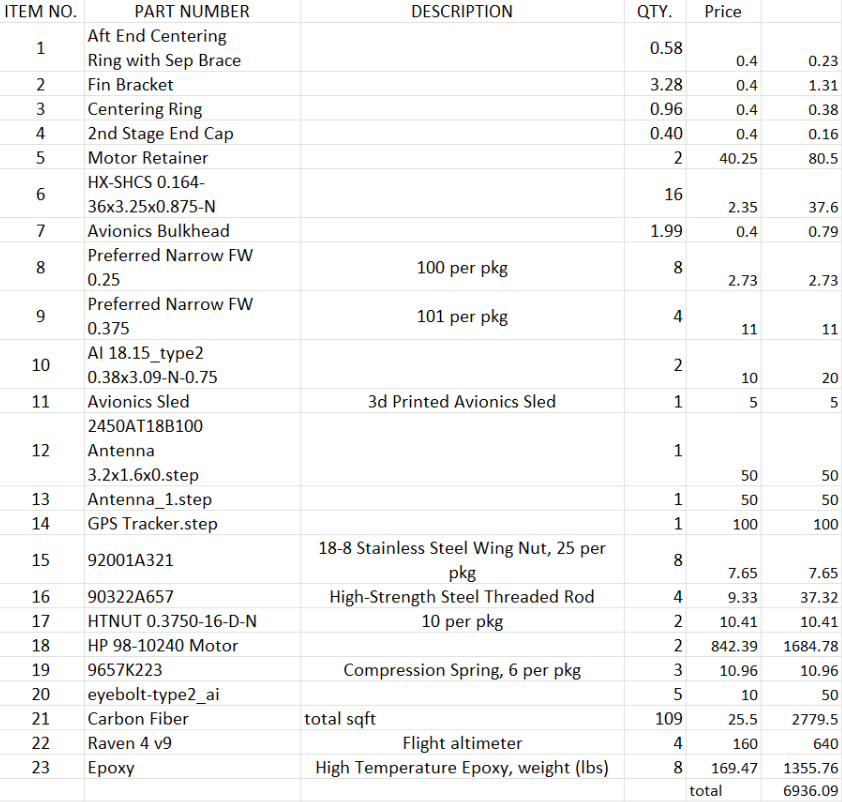 ITEM NO. PART NUMBER DESCRIPTION QTY. Price
1 Aft End Centering Ring with Sep Brace 0.58 0.4 0.23
2 Fin Bracket 3.28 0.4 1.31
3 Centering Ring 0.96 0.4 0.38
4 2nd Stage End Cap 0.40 0.4 0.16
5 Motor Retainer 2 40.25 80.5
6 HX-SHCS 0.164-36x3.25x0.875-N 16 2.35 37.6
7 Avionics Bulkhead 1.99 0.4 0.79
8 Preferred Narrow FW 0.25 100 per pkg 8 2.73 2.73
9 Preferred Narrow FW 0.375 101 per pkg 4 11 11
10 AI 18.15_type2 0.38x3.09-N-0.75 2 10 20
11 Avionics Sled 3d Printed Avionics Sled 1 5 5
12 2450AT18B100 Antenna 3.2x1.6x0.step 1 50 50
13 Antenna_1.step 1 50 50
14 GPS Tracker.step 1 100 100
15 92001A321 18-8 Stainless Steel Wing Nut, 25 per pkg 8 7.65 7.65
16 90322A657 High-Strength Steel Threaded Rod 4 9.33 37.32
17 HTNUT 0.3750-16-D-N 10 per pkg 2 10.41 10.41
18 HP 98-10240 Motor 2 842.39 1684.78
19 9657K223 Compression Spring, 6 per pkg 3 10.96 10.96
20 eyebolt-type2_ai 5 10 50
21 Carbon Fiber total sqft 109 25.5 2779.5
22 Raven 4 v9 Flight altimeter 4 160 640
23 Epoxy High Temperature Epoxy, weight (lbs) 8 169.47 1355.76
total 6936.09